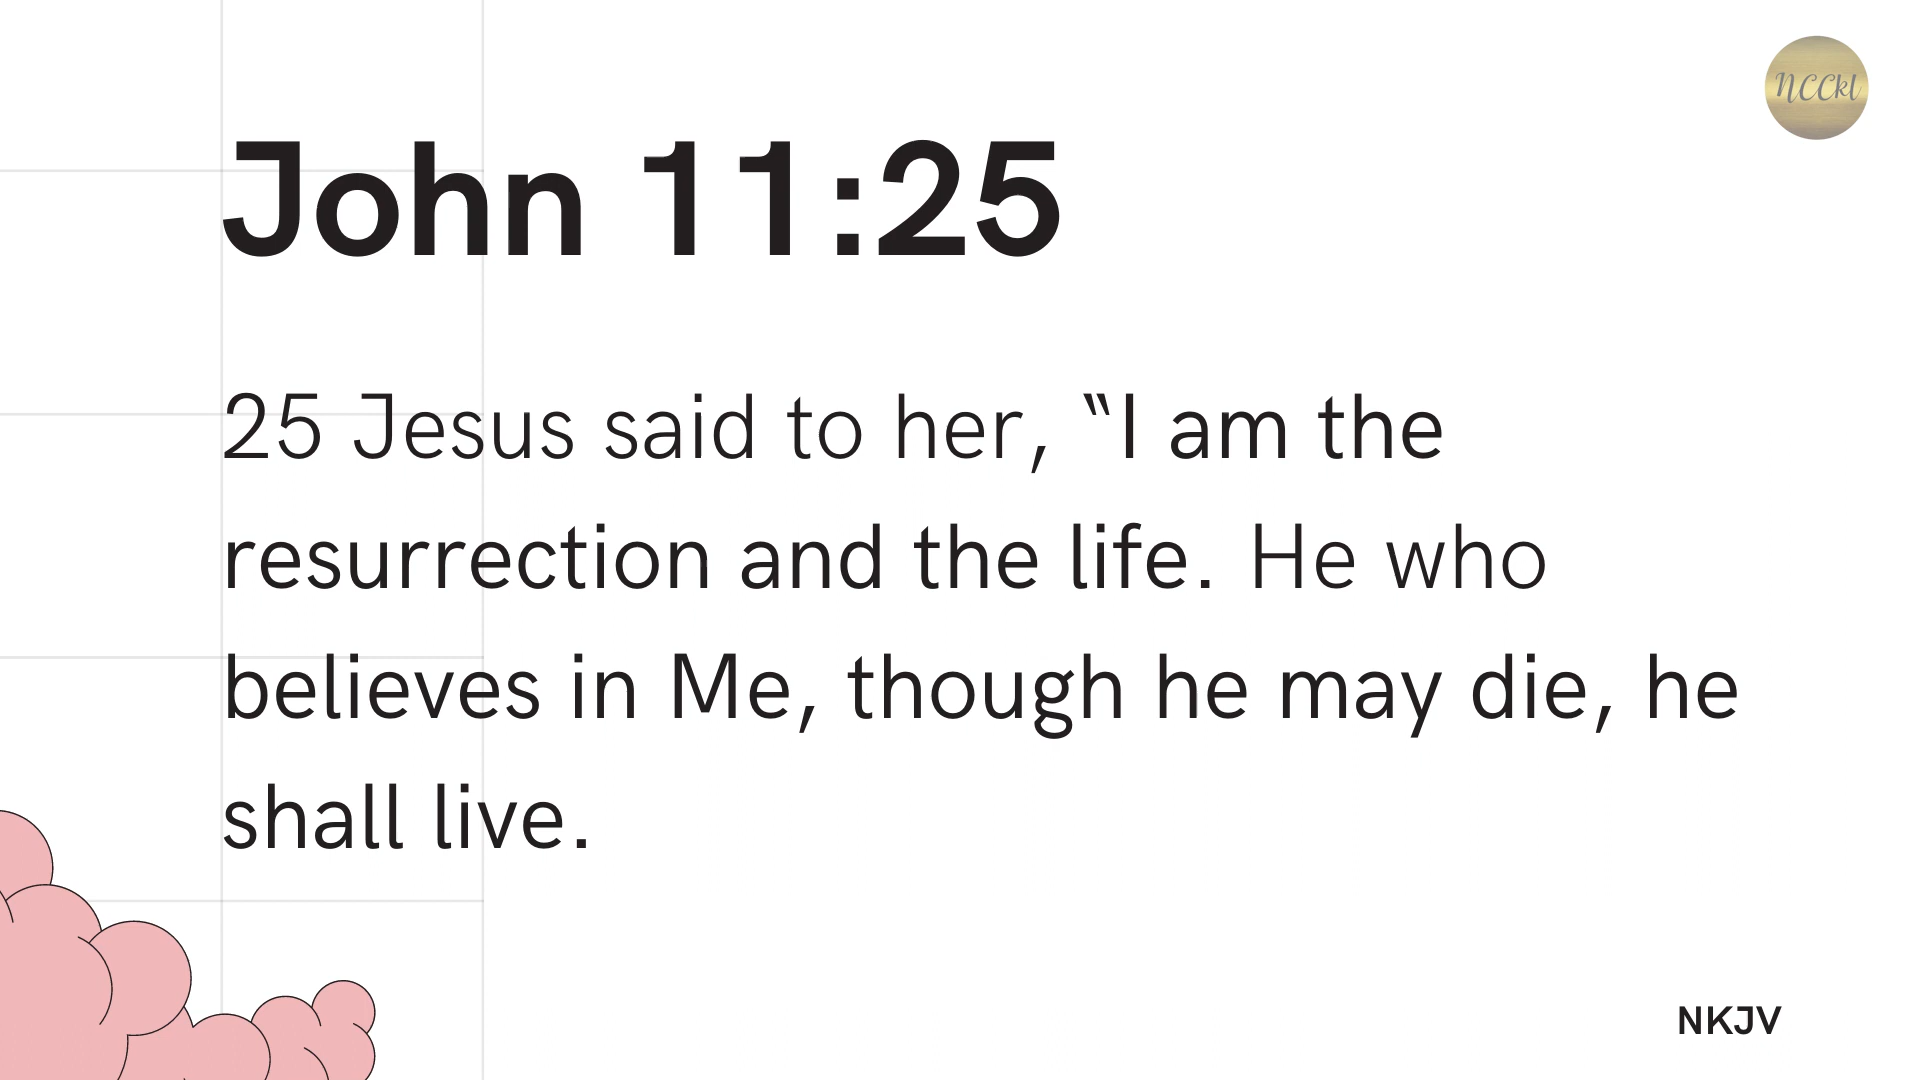 NCCkl
John 11:25
25 Jesus said to her, “I am the
resurrection and the life. He who
believes in Me, though he may die, he
shall live.
NKJV